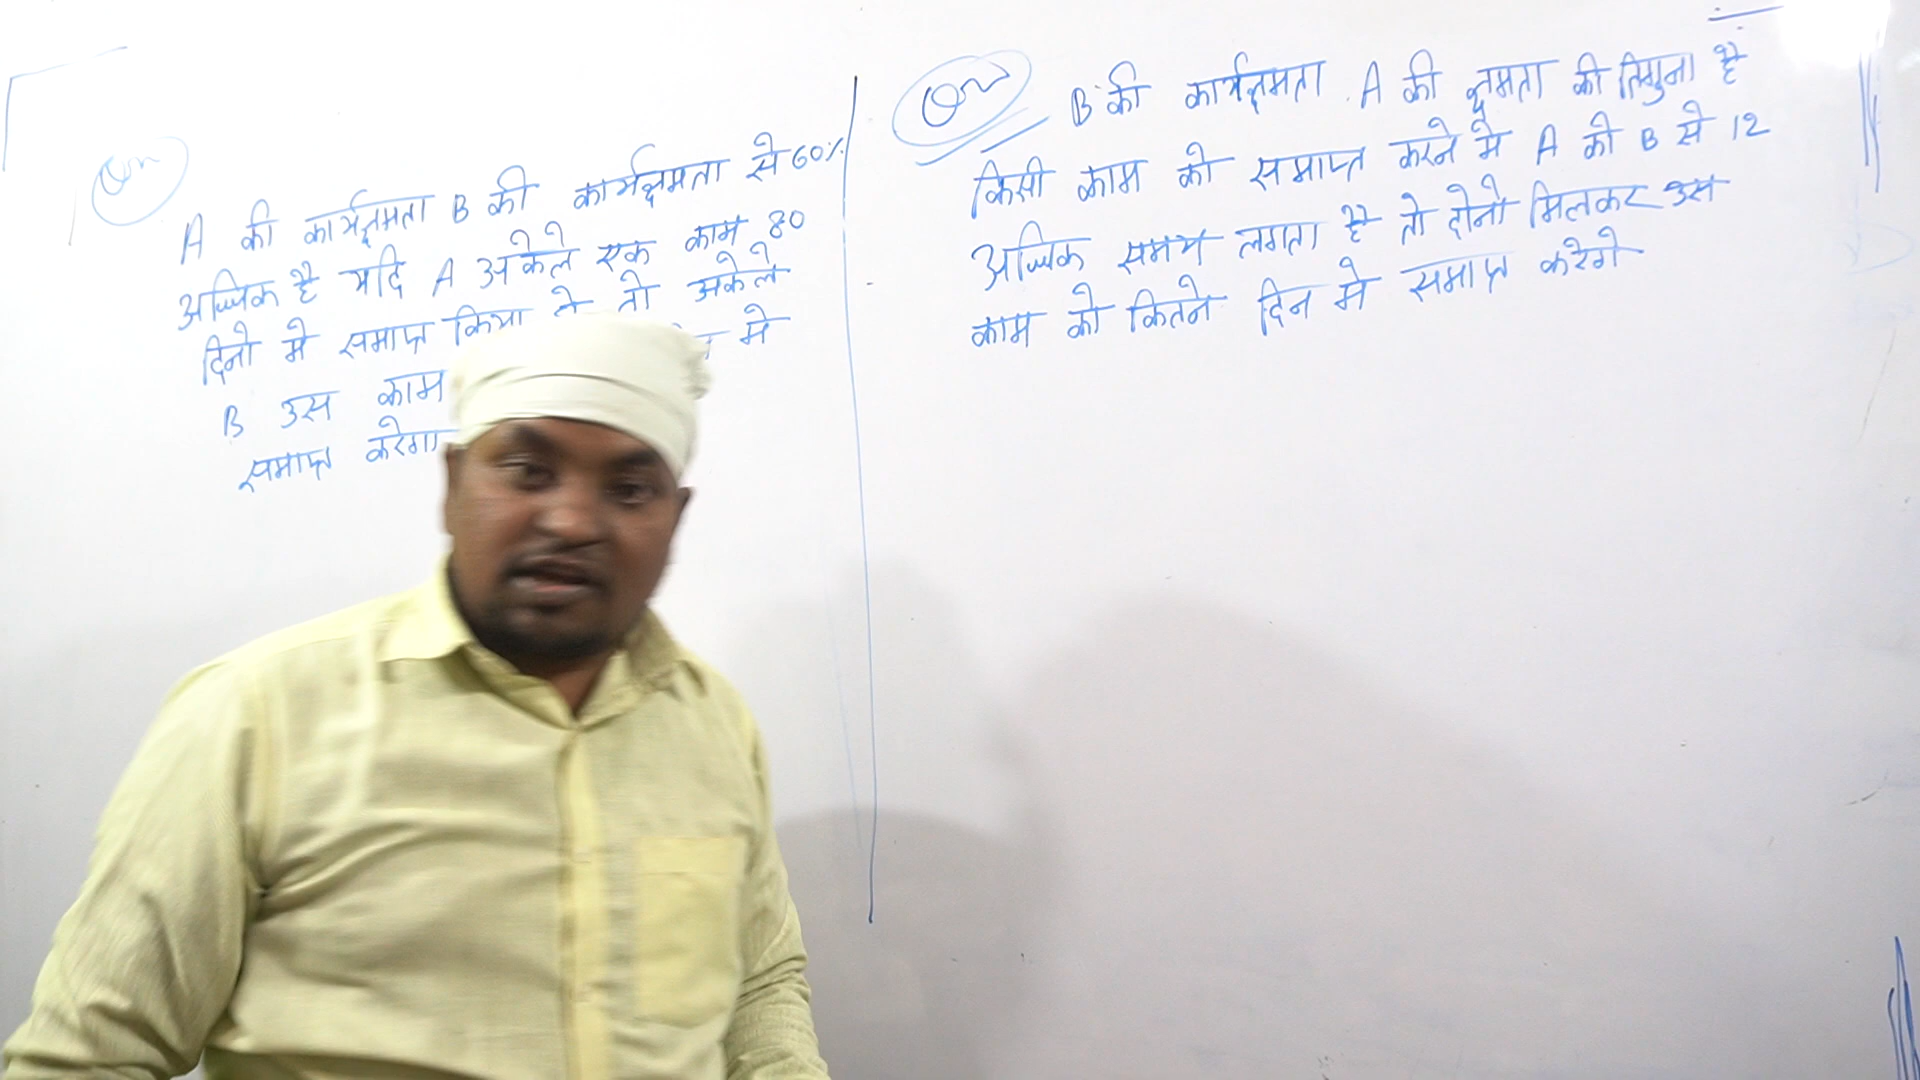 Qn
A की कार्यक्षमता B की कार्यक्षमता से 60%
अधिक है यदि A अकेले एक काम 80
दिनो मे समाप्त किया तो अकेले
B उस काम मे
समाप्त करेगा
Qn
B की कार्यक्षमता A की क्षमता की तिगुना है
किसी काम को समाप्त करने मे A को B से 12
अधिक समय लगता है तो दोनो मिलकर उस
काम को कितने दिन मे समाप्त करेगे